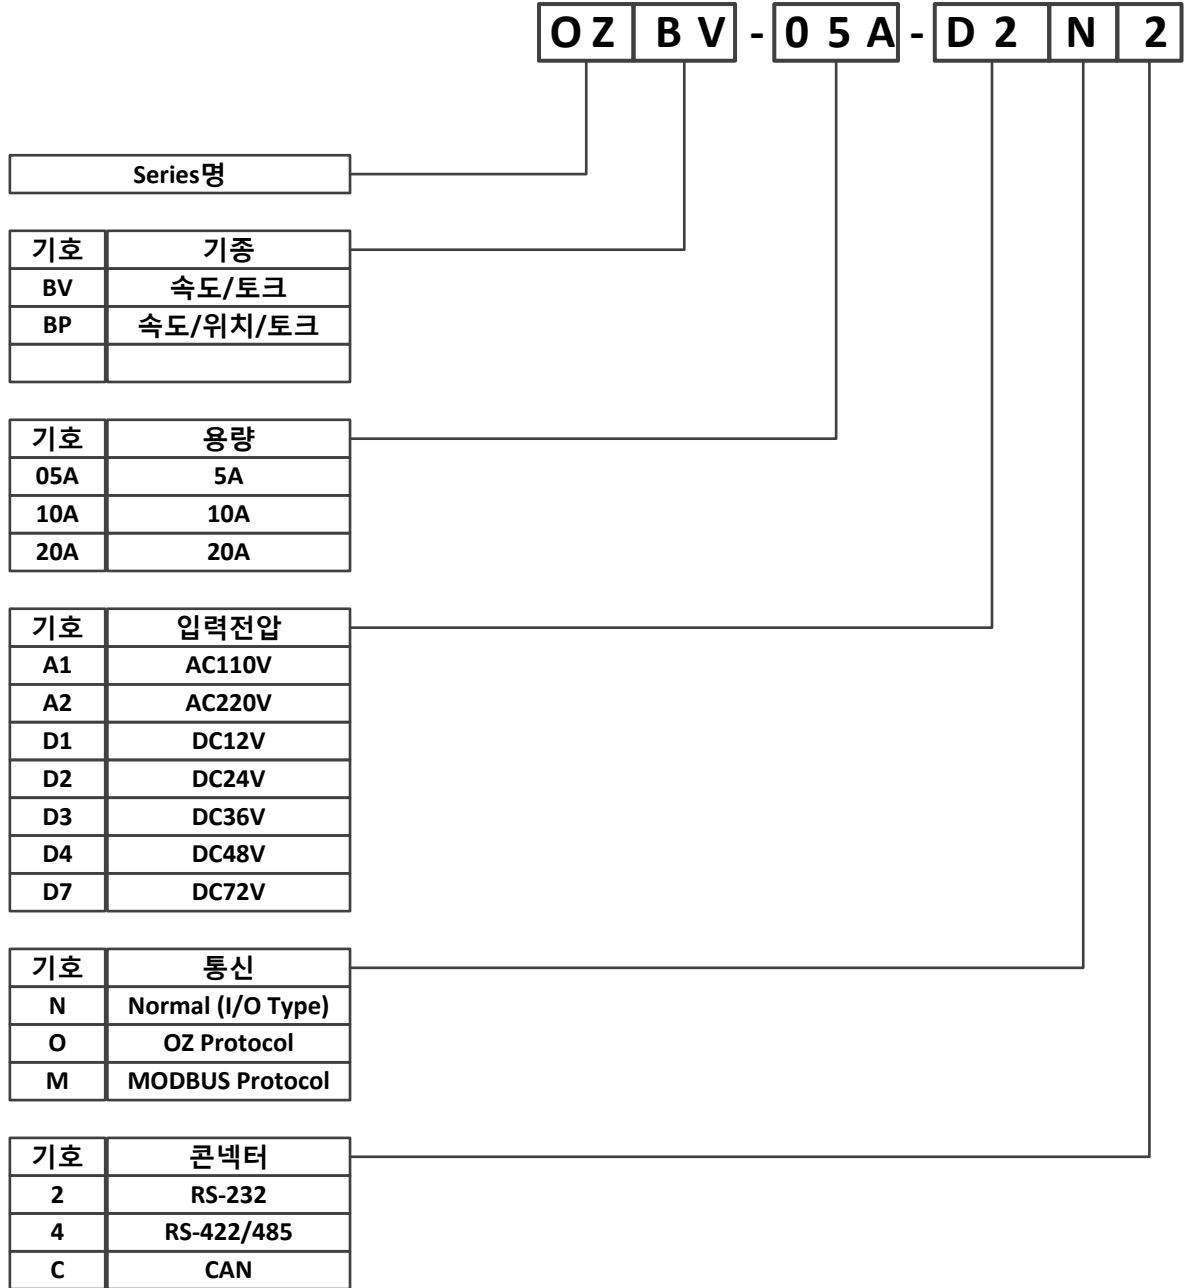 OZ BV - 05A - D2 N 2
Series명
기호 기종
BV 속도/토크
BP 속도/위치/토크
기호 용량
05A 5A
10A 10A
20A 20A
기호 입력전압
A1 AC110V
A2 AC220V
D1 DC12V
D2 DC24V
D3 DC36V
D4 DC48V
D7 DC72V
기호 통신
N Normal (I/O Type)
O OZ Protocol
M MODBUS Protocol
기호 콘넥터
2 RS-232
4 RS-422/485
C CAN